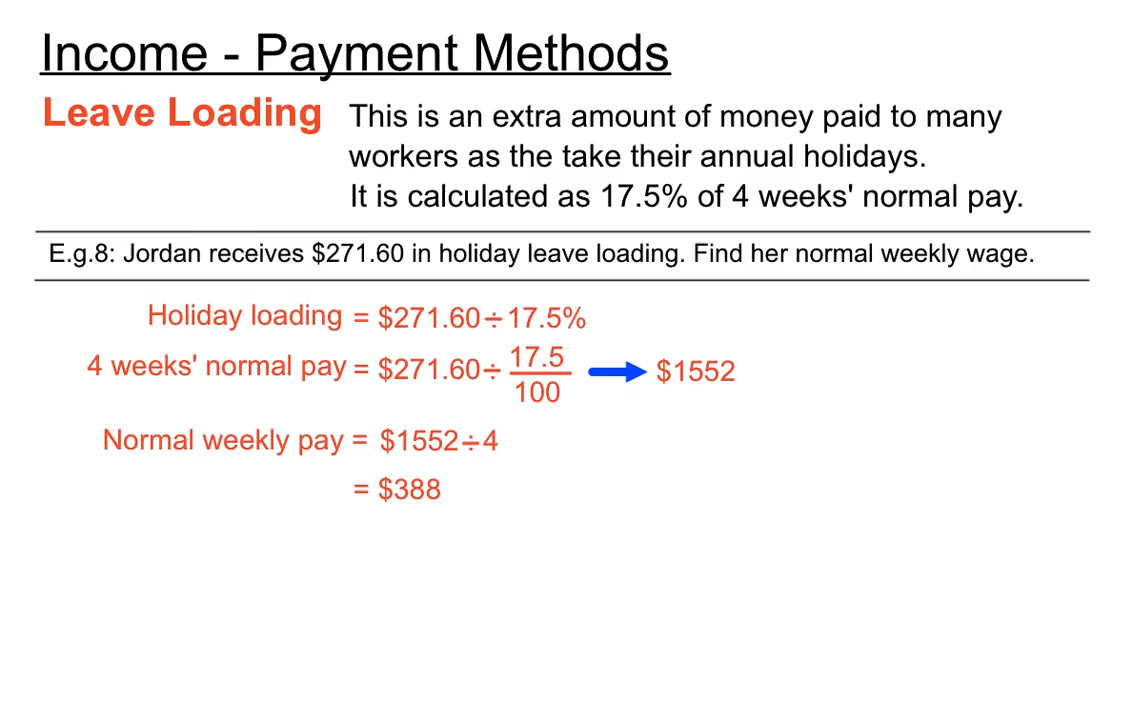 Income - Payment Methods
Leave Loading This is an extra amount of money paid to many
workers as the take their annual holidays.
It is calculated as 17.5% of 4 weeks' normal pay.
E.g.8: Jordan receives $271.60 in holiday leave loading. Find her normal weekly wage.
Holiday loading = $271.60÷17.5%
4 weeks' normal pay = $271.60÷ 17.5/100 → $1552
Normal weekly pay = $1552÷4
= $388